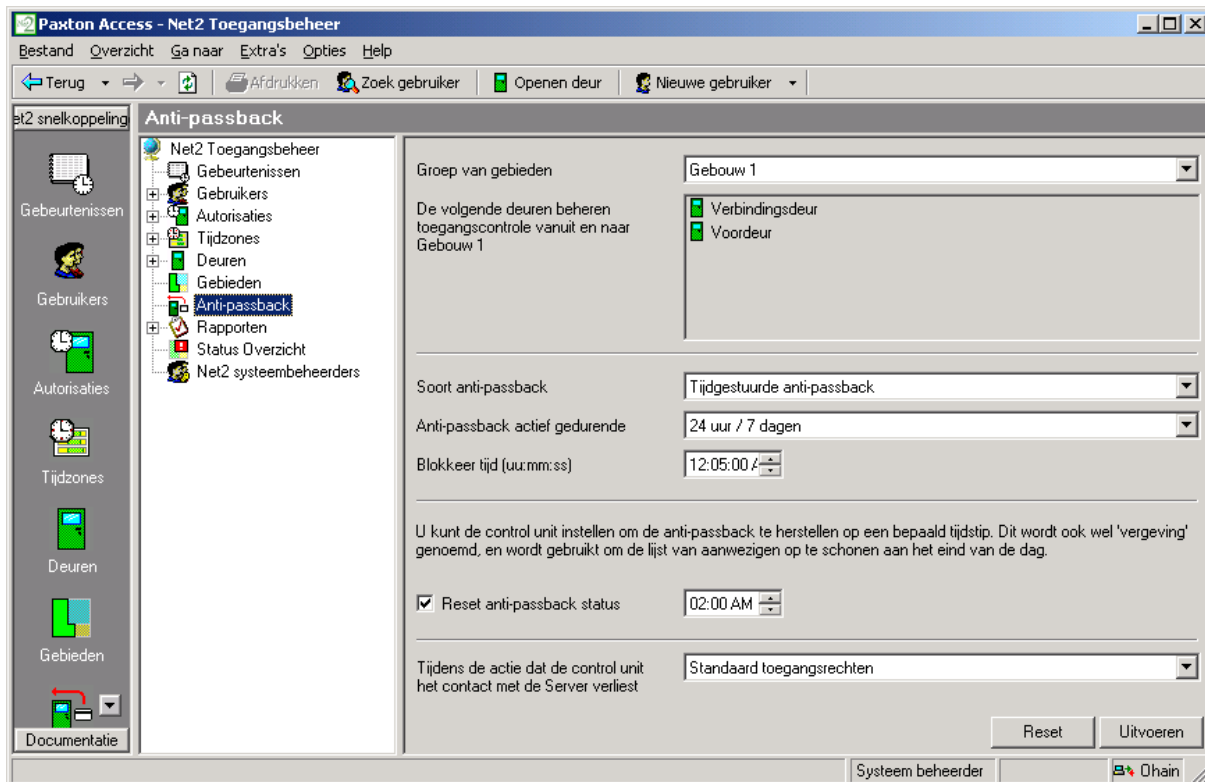 Paxton Access - Net2 Toegangsbeheer
Bestand Overzicht Ga naar Extra's Opties Help
Terug Afdrukken Zoek gebruiker Openen deur Nieuwe gebruiker
et2 snelkoppeling
Anti-passback
Gebeurtenissen
Gebruikers
Autorisaties
Tijdzones
Deuren
Gebieden
Documentatie
Net2 Toegangsbeheer
Gebeurtenissen
Gebruikers
Autorisaties
Tijdzones
Deuren
Gebieden
Anti-passback
Rapporten
Status Overzicht
Net2 systeembeheerders
Groep van gebieden
Gebouw 1
De volgende deuren beheren
toegangscontrole vanuit en naar
Gebouw 1
Verbindingsdeur
Voordeur
Soort anti-passback
Tijdgestuurde anti-passback
Anti-passback actief gedurende
24 uur / 7 dagen
Blokkeer tijd (uu:mm:ss)
12:05:00
U kunt de control unit instellen om de anti-passback te herstellen op een bepaald tijdstip. Dit wordt ook wel 'vergeving'
genoemd, en wordt gebruikt om de lijst van aanwezigen op te schonen aan het eind van de dag.
Reset anti-passback status
02:00 AM
Tijdens de actie dat de control unit
het contact met de Server verliest
Standaard toegangsrechten
Reset
Uitvoeren
Systeem beheerder
Ohain